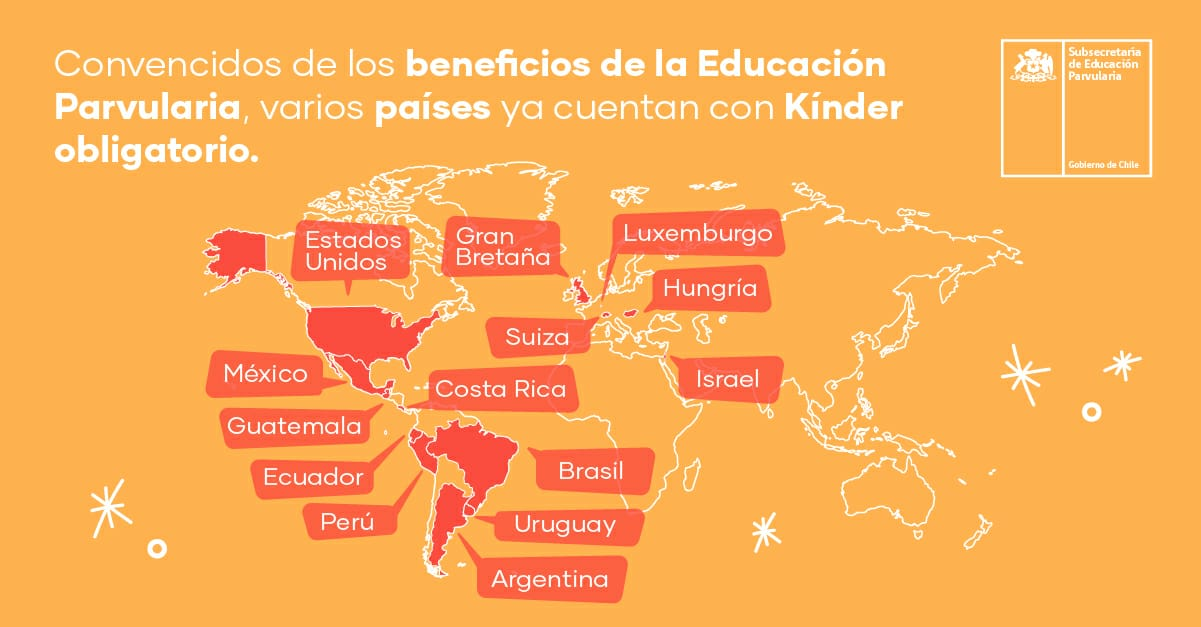 Convencidos de los beneficios de la Educación
Parvularia, varios países ya cuentan con Kínder
obligatorio.
Subsecretaría
de Educación
Parvularia
Gobierno de Chile
Estados
Unidos
Gran
Bretaña
Luxemburgo
Hungría
Suiza
México
Costa Rica
Israel
Guatemala
Ecuador
Brasil
Perú
Uruguay
Argentina